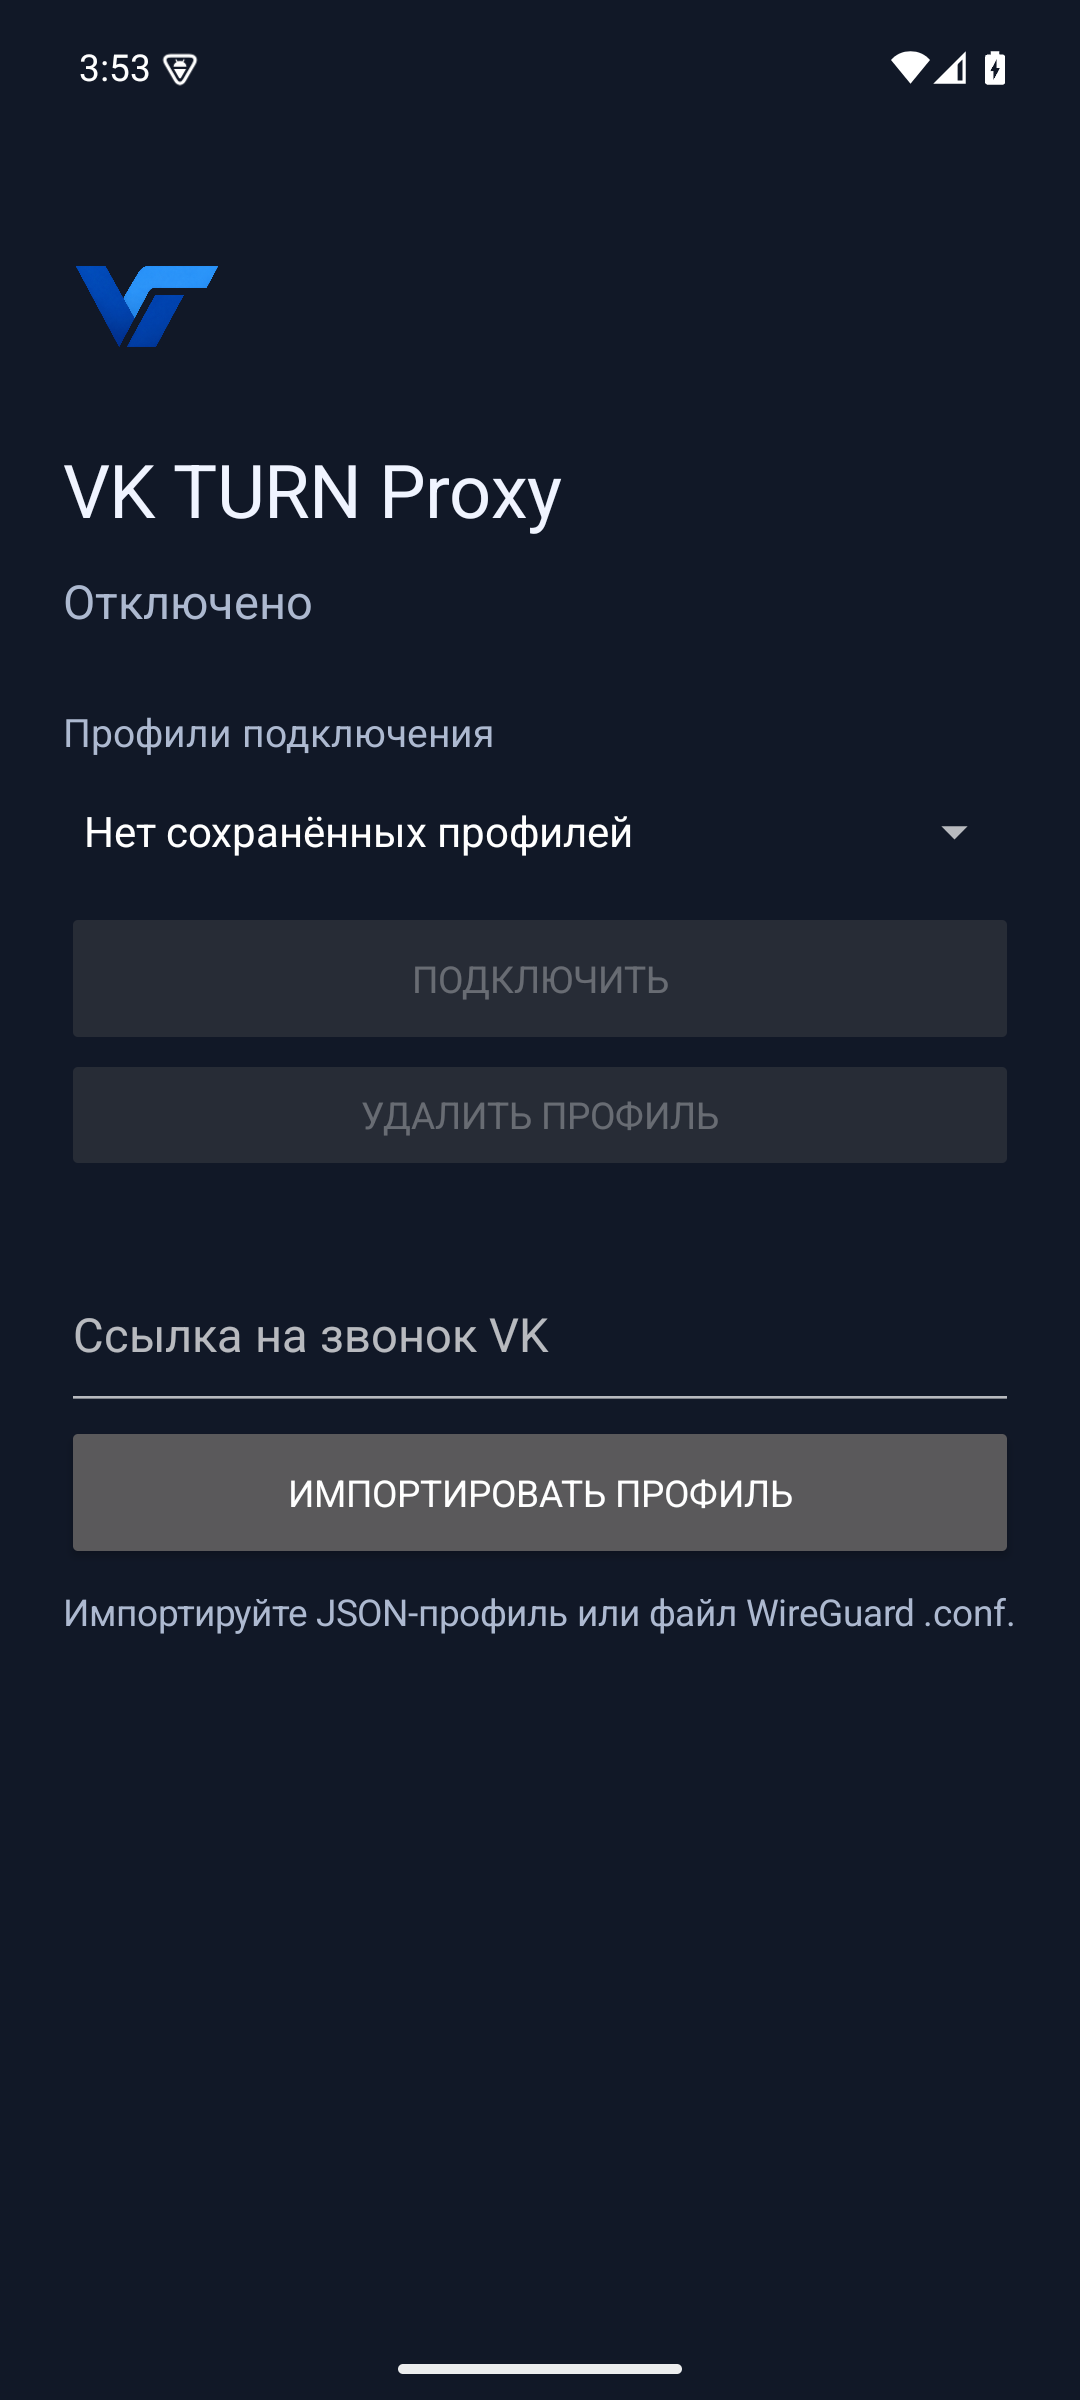 3:53
VK TURN Proxy
Отключено
Профили подключения
Нет сохранённых профилей
ПОДКЛЮЧИТЬ
УДАЛИТЬ ПРОФИЛЬ
Ссылка на звонок VK
ИМПОРТИРОВАТЬ ПРОФИЛЬ
Импортируйте JSON-профиль или файл WireGuard .conf.